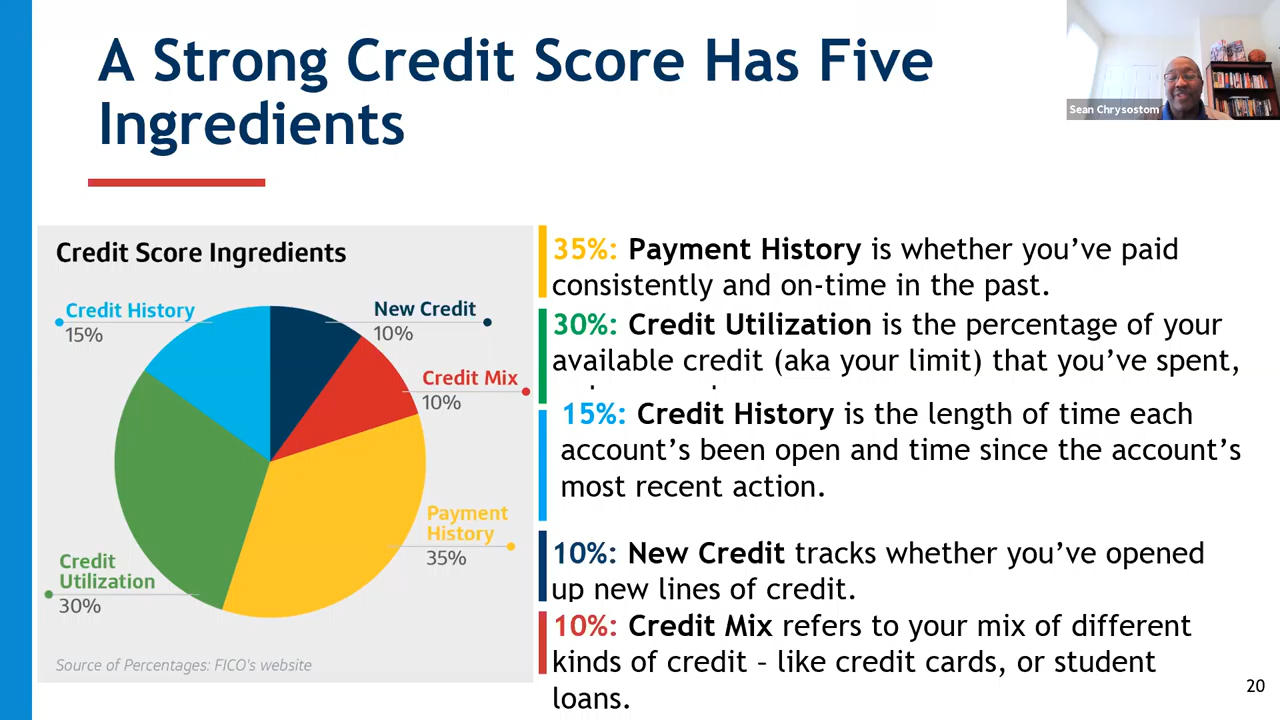 A Strong Credit Score Has Five
Ingredients
Sean Chrysostom
Credit Score Ingredients
Credit History
15%
New Credit
10%
Credit Mix
10%
Payment
History
35%
Credit
Utilization
30%
Source of Percentages: FICO's website
35%: Payment History is whether you’ve paid
consistently and on-time in the past.
30%: Credit Utilization is the percentage of your
available credit (aka your limit) that you’ve spent,
15%: Credit History is the length of time each
account’s been open and time since the account’s
most recent action.
10%: New Credit tracks whether you’ve opened
up new lines of credit.
10%: Credit Mix refers to your mix of different
kinds of credit – like credit cards, or student
loans.
20